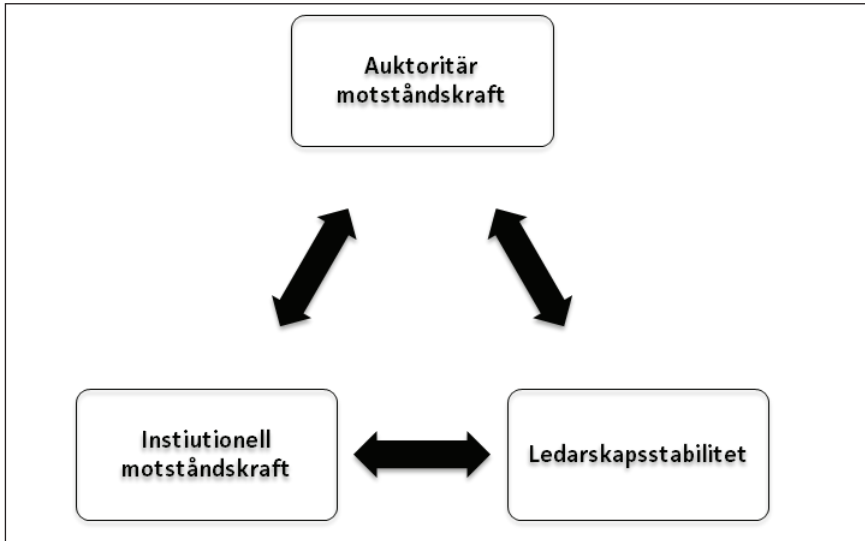 Auktoritär
motståndskraft
Instiutionell
motståndskraft
Ledarskapsstabilitet